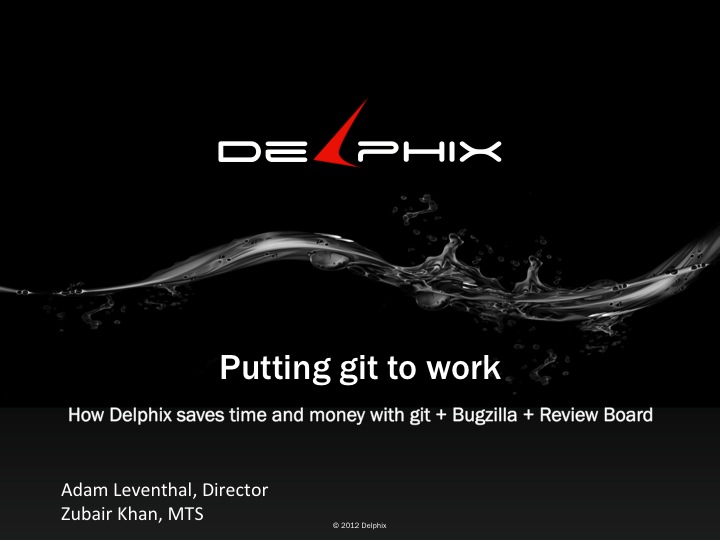 DELPHIX
Putting git to work
How Delphix saves time and money with git + Bugzilla + Review Board
Adam Leventhal, Director
Zubair Khan, MTS
© 2012 Delphix